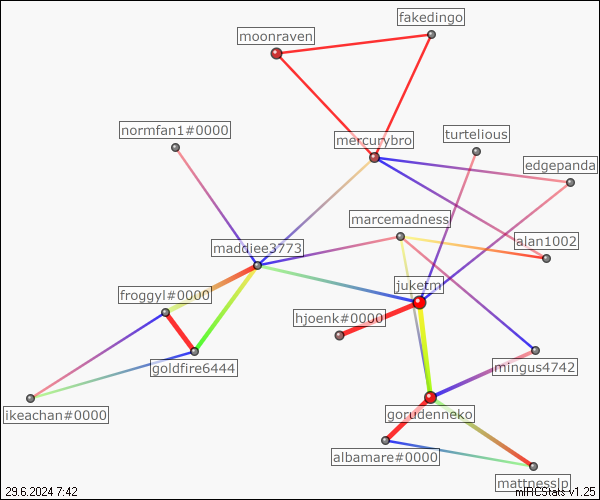 fakedingo
moonraven
normfan1#0000
turtelious
mercurybro
edgepanda
marcemadness
alan1002
maddiee3773
juketm
froggyl#0000
hjoenk#0000
goldfire6444
mingus4742
ikeachan#0000
gorudenneko
albamare#0000
mattnesslp
29.6.2024 7:42
mIRCStats v1.25